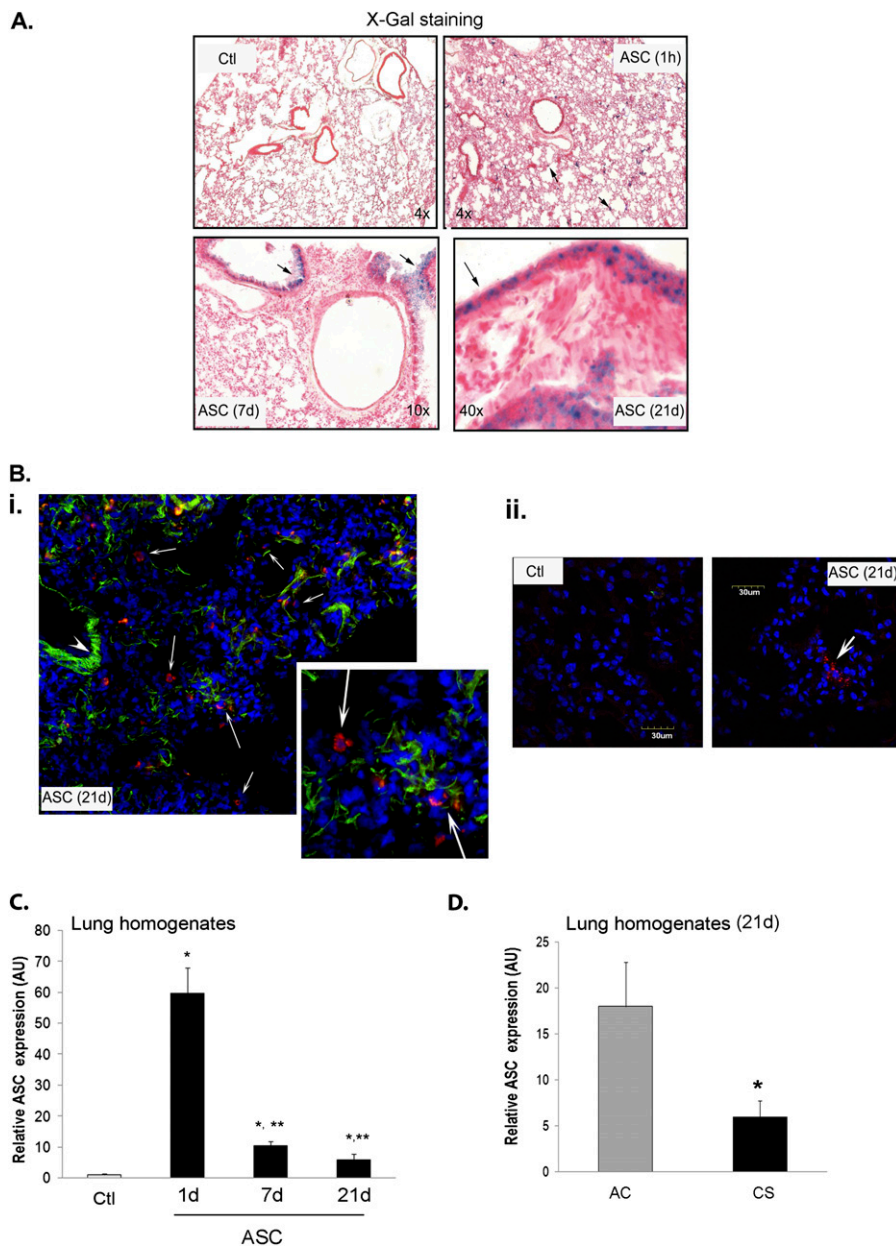 A.
X-Gal staining
Ctl
4x
ASC (1h)
4x
ASC (7d)
10x
40x
ASC (21d)
B.
i.
ASC (21d)
ii.
Ctl
30um
ASC (21d)
30um
C.
Lung homogenates
Relative ASC expression (AU)
80
70
60
50
40
30
20
10
0
*
*, **
*,**
Ctl
1d
7d
21d
ASC
D.
Lung homogenates (21d)
Relative ASC expression (AU)
25
20
15
10
5
0
*
AC
CS